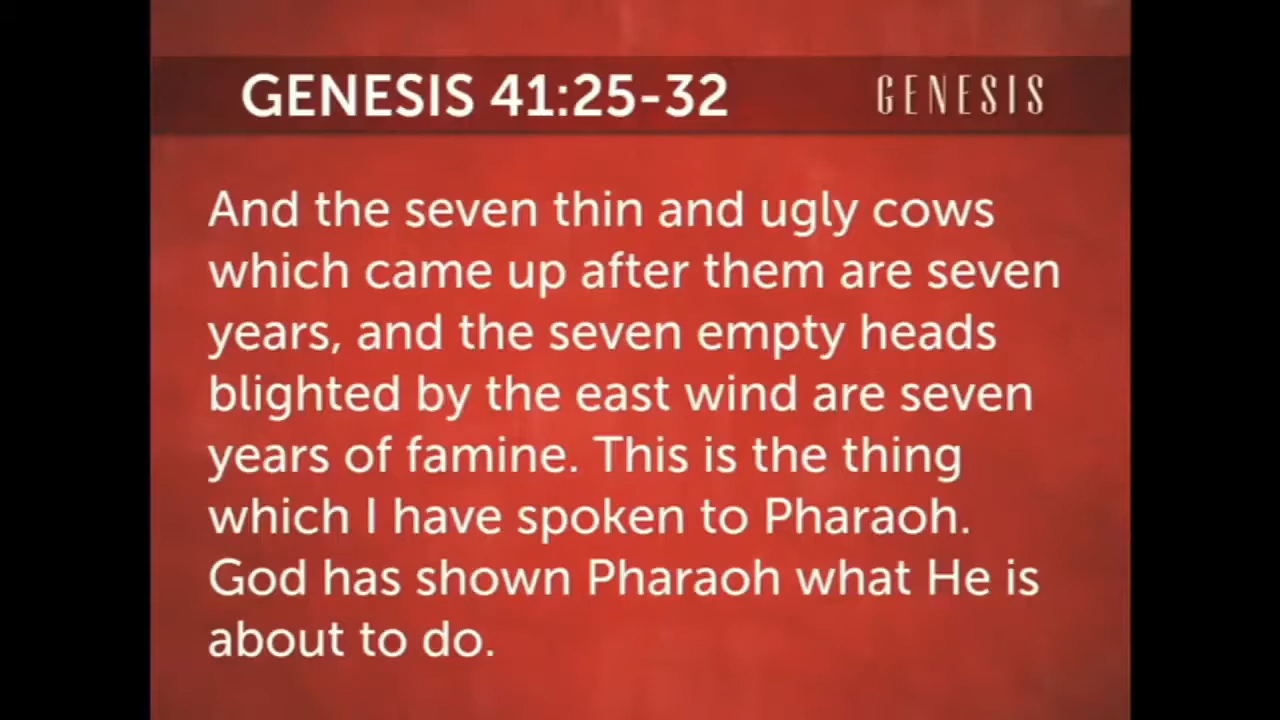 GENESIS 41:25-32
GENESIS
And the seven thin and ugly cows
which came up after them are seven
years, and the seven empty heads
blighted by the east wind are seven
years of famine. This is the thing
which I have spoken to Pharaoh.
God has shown Pharaoh what He is
about to do.